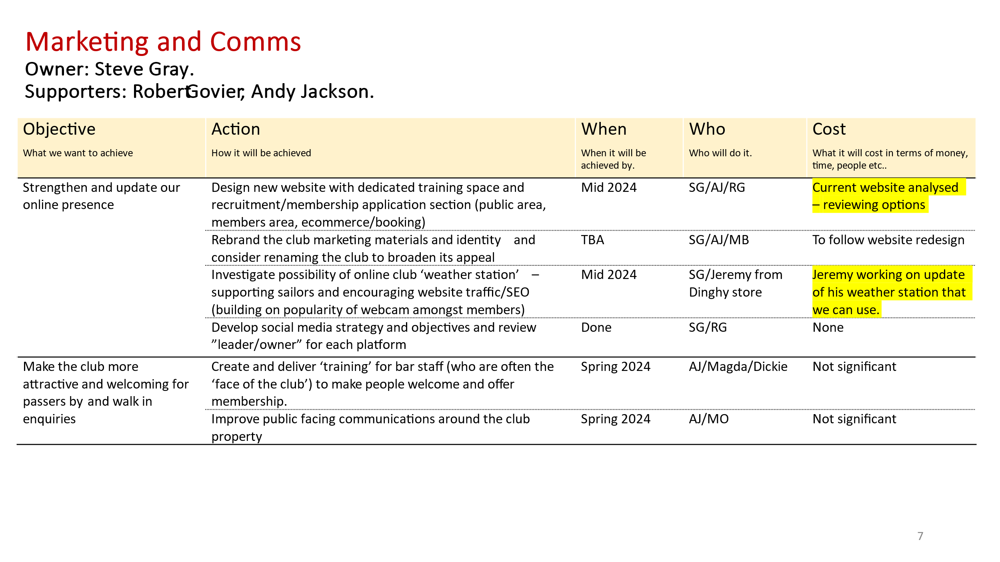 Marketing and Comms
Owner: Steve Gray.
Supporters: Robert Govier, Andy Jackson.
Objective
What we want to achieve
Action
How it will be achieved
When
When it will be
achieved by.
Who
Who will do it.
Cost
What it will cost in terms of money,
time, people etc..
Strengthen and update our
online presence
Design new website with dedicated training space and
recruitment/membership application section (public area,
members area, ecommerce/booking)
Mid 2024
SG/AJ/RG
Current website analysed
– reviewing options
Rebrand the club marketing materials and identity and
consider renaming the club to broaden its appeal
TBA
SG/AJ/MB
To follow website redesign
Investigate possibility of online club ‘weather station’ –
supporting sailors and encouraging website traffic/SEO
(building on popularity of webcam amongst members)
Mid 2024
SG/Jeremy from
Dinghy store
Jeremy working on update
of his weather station that
we can use.
Develop social media strategy and objectives and review
”leader/owner” for each platform
Done
SG/RG
None
Make the club more
attractive and welcoming for
passers by and walk in
enquiries
Create and deliver ‘training’ for bar staff (who are often the
‘face of the club’) to make people welcome and offer
membership.
Spring 2024
AJ/Magda/Dickie
Not significant
Improve public facing communications around the club
property
Spring 2024
AJ/MO
Not significant
7